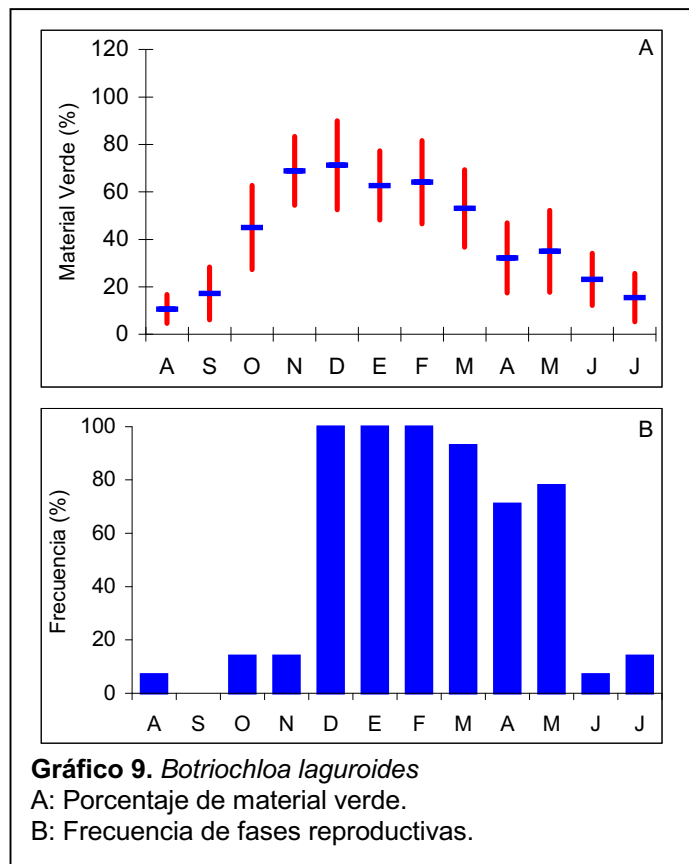 A
120
100
80
60
40
20
0
Material Verde (%)
A S O N D E F M A M J J
B
100
80
60
40
20
0
Frecuencia (%)
A S O N D E F M A M J J
Gráfico 9. Botriochloa laguroides
A: Porcentaje de material verde.
B: Frecuencia de fases reproductivas.